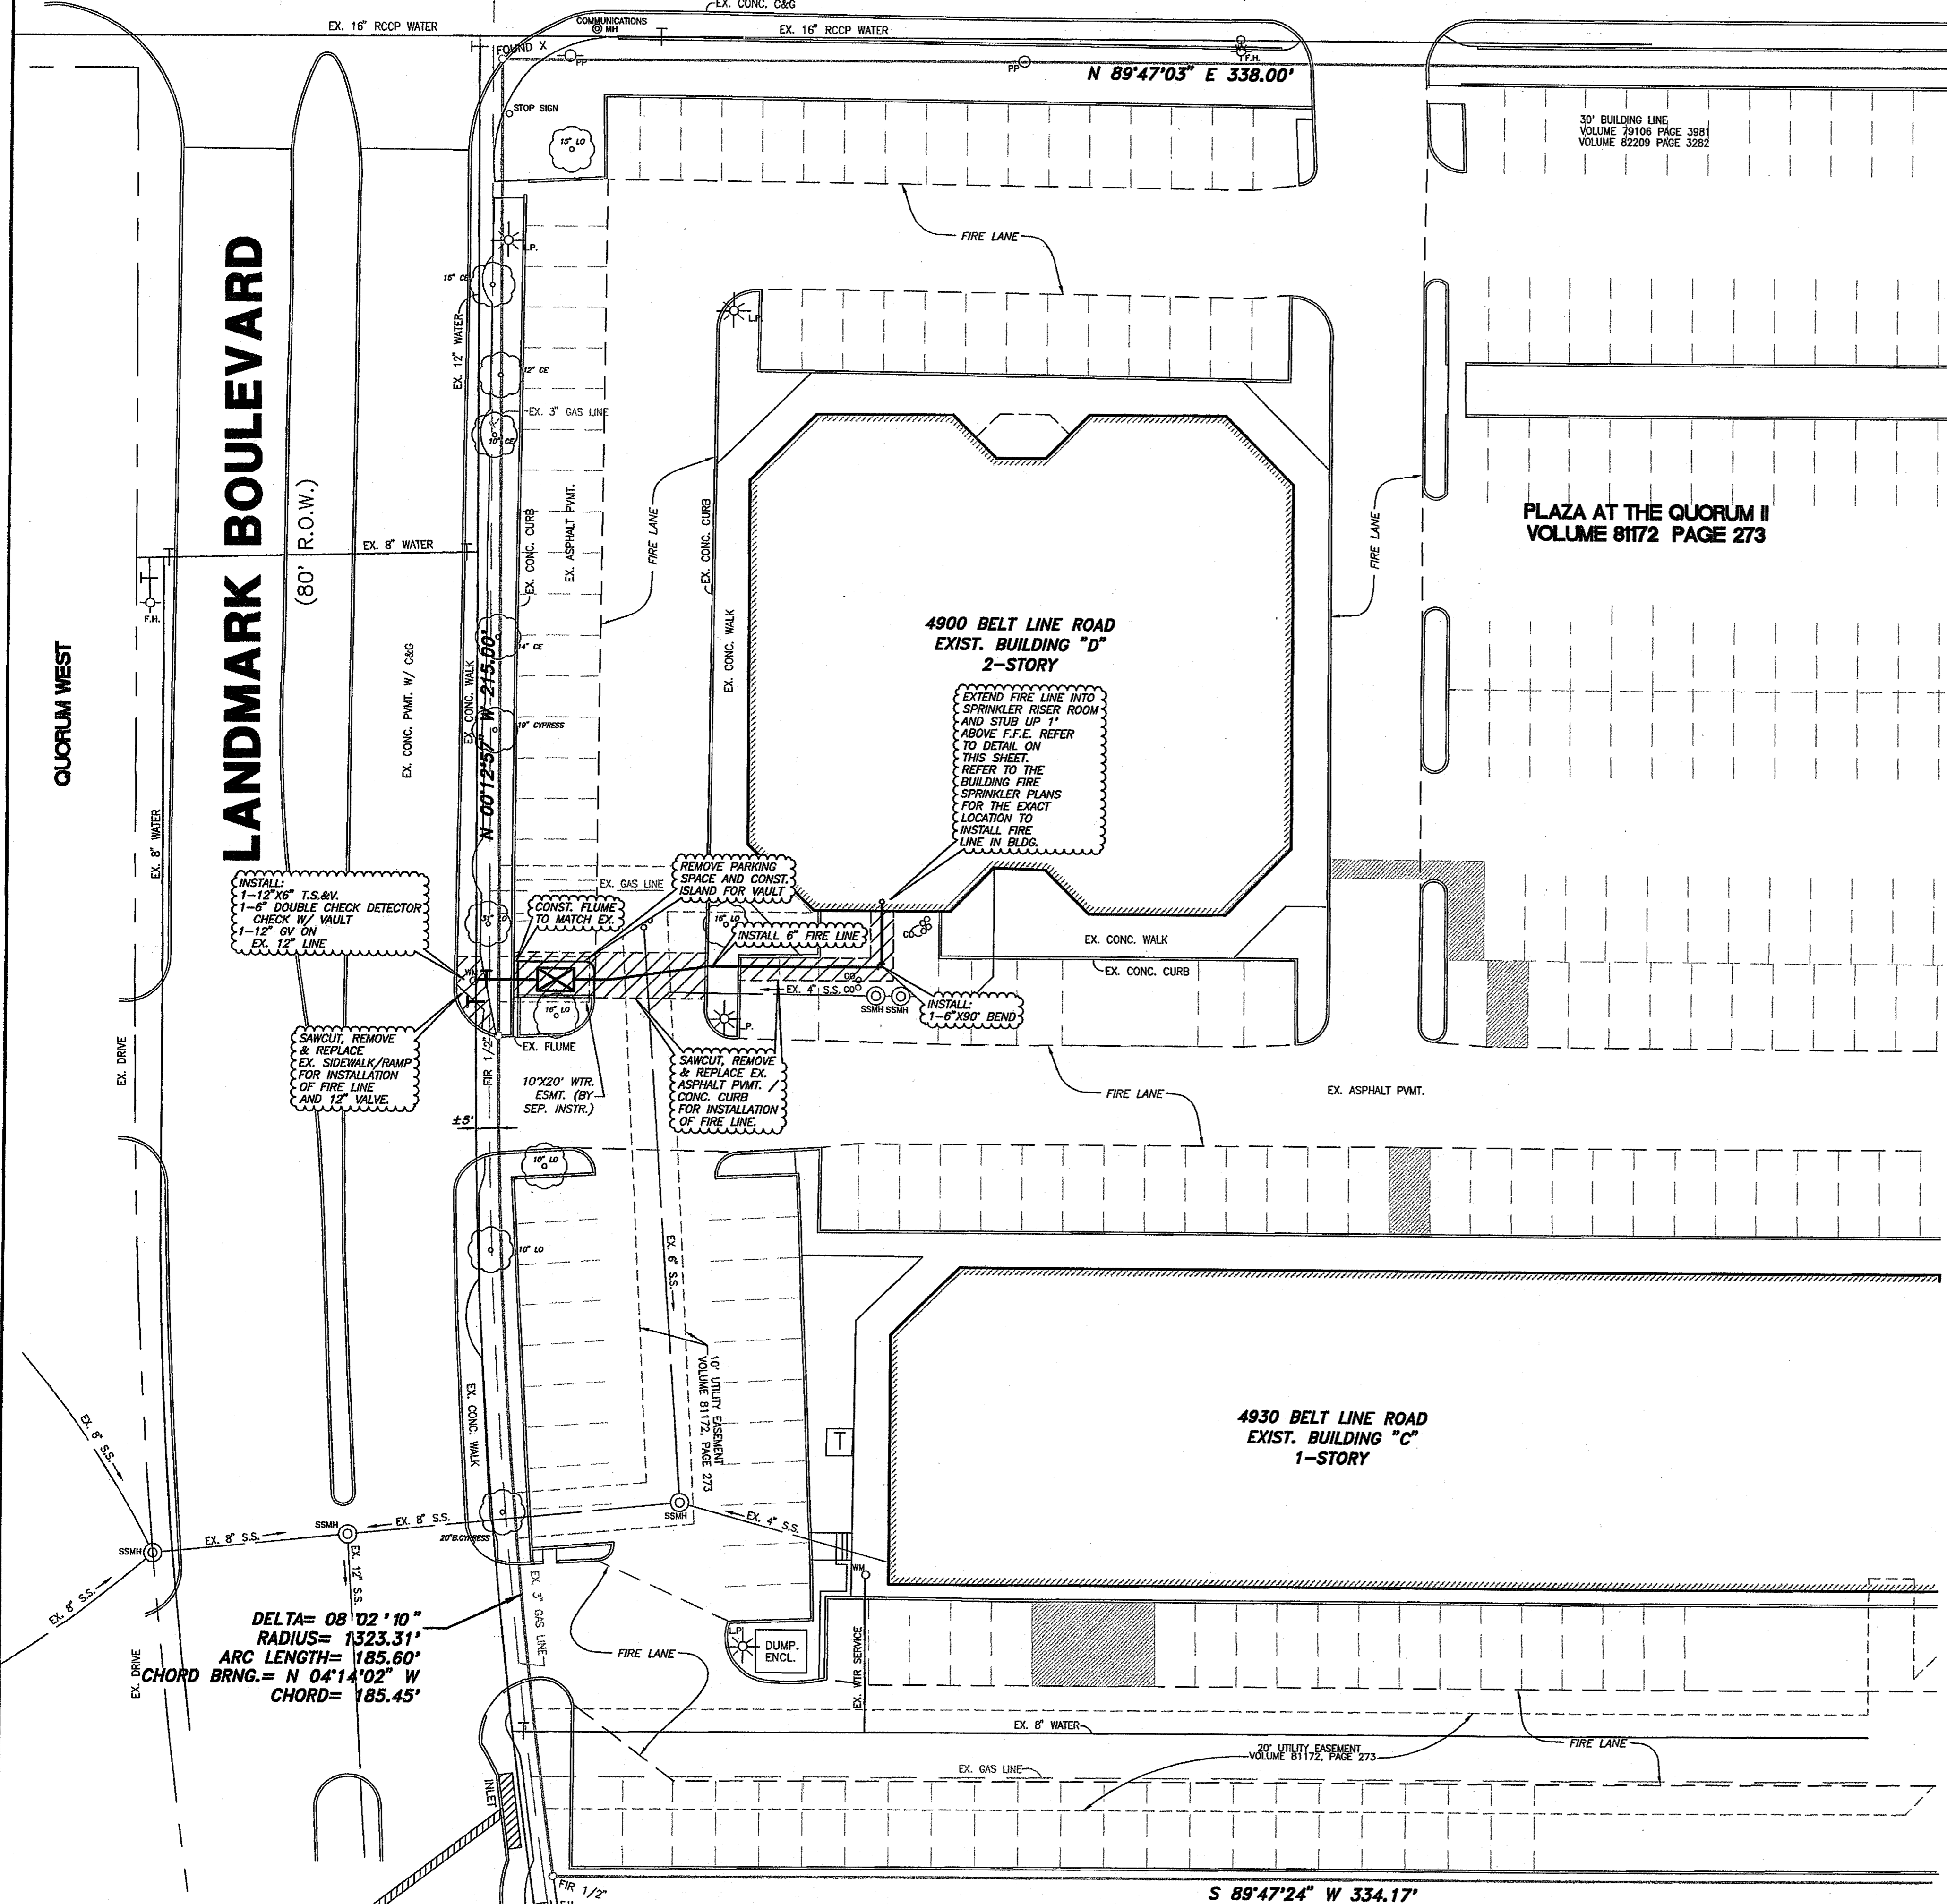 EX. CONC. C&G
EX. 16" RCCP WATER
COMMUNICATIONS
MH
EX. 16" RCCP WATER
FOUND X
PP
PP
F.H.
N 89°47'03" E 338.00'
STOP SIGN
15" LO
30' BUILDING LINE
VOLUME 79106 PAGE 3981
VOLUME 82209 PAGE 3282
FIRE LANE
L.P.
15" CE
L.P.
EX. 12" WATER
12" CE
EX. 3" GAS LINE
10" CE
LANDMARK BOULEVARD
(80' R.O.W.)
EX. CONC. CURB
EX. ASPHALT PVMT.
FIRE LANE
EX. CONC. CURB
FIRE LANE
PLAZA AT THE QUORUM II
VOLUME 81172 PAGE 273
EX. 8" WATER
F.H.
4900 BELT LINE ROAD
EXIST. BUILDING "D"
2-STORY
EX. CONC. WALK
14" CE
QUORUM WEST
EX. CONC. PVMT. W/ C&G
EX. CONC. WALK
N 00°12'57" W 215.00'
19" CYPRESS
EXTEND FIRE LINE INTO
SPRINKLER RISER ROOM
AND STUB UP 1'
ABOVE F.F.E. REFER
TO DETAIL ON
THIS SHEET.
REFER TO THE
BUILDING FIRE
SPRINKLER PLANS
FOR THE EXACT
LOCATION TO
INSTALL FIRE
LINE IN BLDG.
EX. 8" WATER
INSTALL:
1-12"X6" T.S.&V.
1-6" DOUBLE CHECK DETECTOR
CHECK W/ VAULT
1-12" GV ON
EX. 12" LINE
REMOVE PARKING
SPACE AND CONST.
ISLAND FOR VAULT
EX. GAS LINE
CONST. FLUME
TO MATCH EX.
LO
16" LO
INSTALL 6" FIRE LINE
CO
EX. CONC. WALK
EX. CONC. CURB
CO
EX. 4" S.S.
CO
SSMH SSMH
INSTALL:
1-6"X90° BEND
16" LO
L.P.
EX. FLUME
SAWCUT, REMOVE
& REPLACE
EX. SIDEWALK/RAMP
FOR INSTALLATION
OF FIRE LINE
AND 12" VALVE.
EX. DRIVE
FIR 1/2"
10'X20' WTR.
ESMT. (BY
SEP. INSTR.)
SAWCUT, REMOVE
& REPLACE EX.
ASPHALT PVMT. /
CONC. CURB
FOR INSTALLATION
OF FIRE LINE.
FIRE LANE
EX. ASPHALT PVMT.
±5'
10" LO
10" LO
EX. 6" S.S.
10' UTILITY EASEMENT
VOLUME 81172, PAGE 273
EX. CONC. WALK
T
4930 BELT LINE ROAD
EXIST. BUILDING "C"
1-STORY
EX. 8" S.S.
SSMH
EX. 8" S.S.
SSMH
EX. 8" S.S.
20"B.CYPRESS
SSMH
EX. 4" S.S.
EX. 12" S.S.
EX. 8" S.S.
WM
EX. 3" GAS LINE
DELTA= 08°02'10"
RADIUS= 1323.31'
ARC LENGTH= 185.60'
CHORD BRNG.= N 04°14'02" W
CHORD= 185.45'
EX. DRIVE
FIRE LANE
L.P.
DUMP.
ENCL.
EX. WTR SERVICE
EX. 8" WATER
20' UTILITY EASEMENT
VOLUME 81172, PAGE 273
FIRE LANE
EX. GAS LINE
INLET
FIR 1/2"
S 89°47'24" W 334.17'